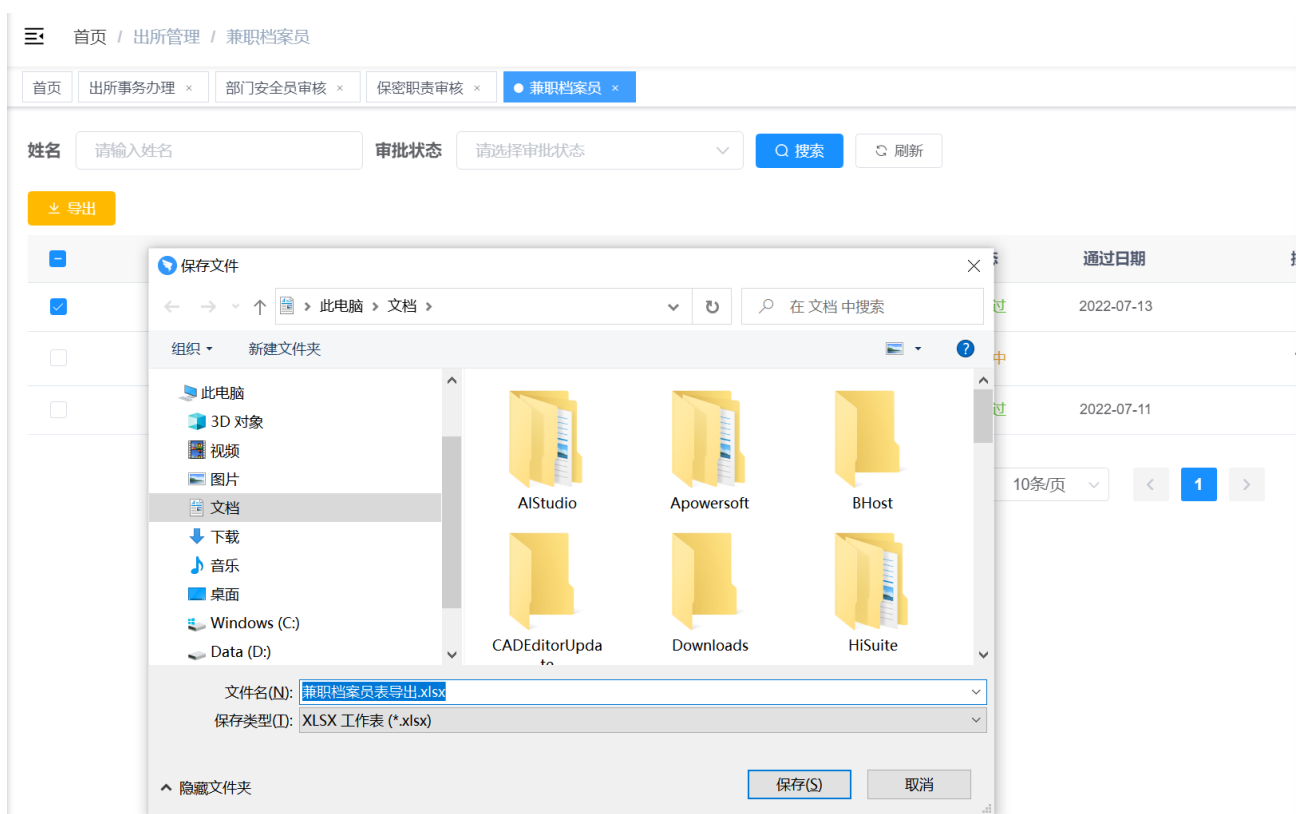 首页 / 出所管理 / 兼职档案员
首页 出所事务办理 × 部门安全员审核 × 保密职责审核 × 兼职档案员 ×
姓名 请输入姓名 审批状态 请选择审批状态 搜索 刷新
导出
保存文件
通过日期
此电脑 > 文档 >
在 文档 中搜索
过 2022-07-13
组织 新建文件夹
中
过 2022-07-11
此电脑
3D 对象
视频
图片
文档
下载
音乐
桌面
Windows (C:)
Data (D:)
AIStudio Apowersoft BHost
CADEditorUpda
te
Downloads HiSuite
10条/页 < 1 >
文件名(N): 兼职档案员表导出.xlsx
保存类型(T): XLSX 工作表 (*.xlsx)
隐藏文件夹 保存(S) 取消